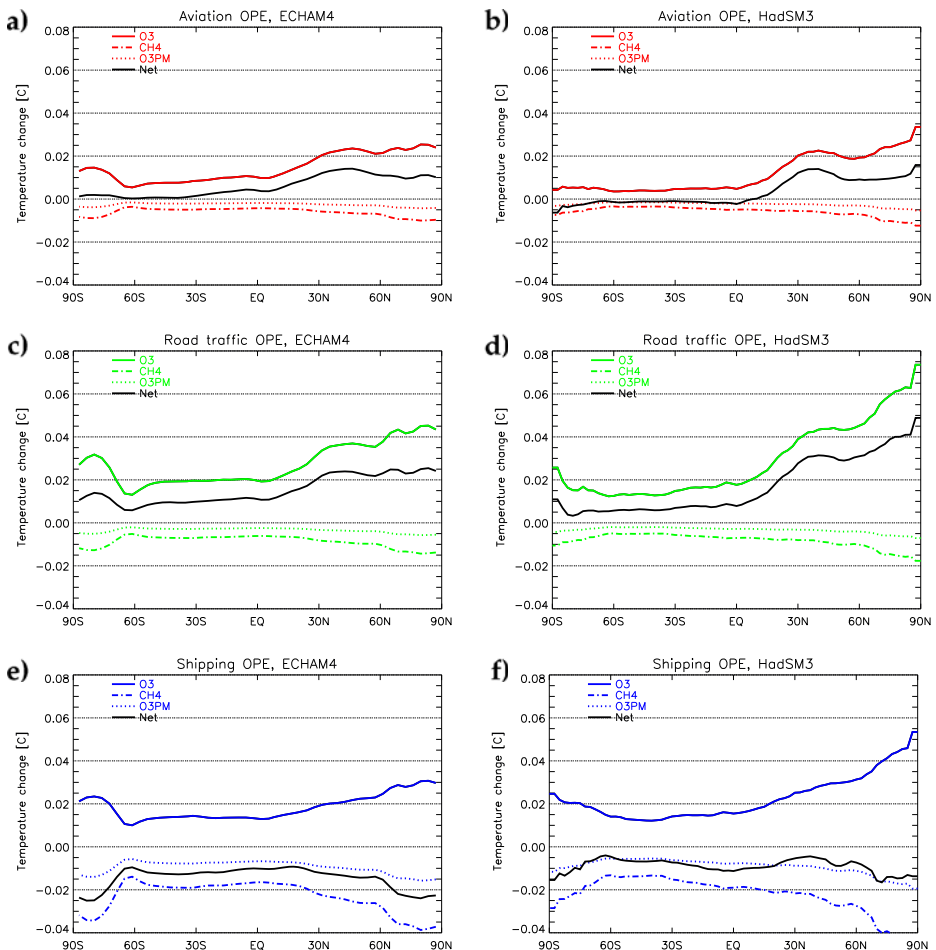 a)
Aviation OPE, ECHAM4
Temperature change [C]
0.08
0.06
0.04
0.02
0.00
−0.02
−0.04
O3
CH4
O3PM
Net
90S 60S 30S EQ 30N 60N 90N
b)
Aviation OPE, HadSM3
Temperature change [C]
0.08
0.06
0.04
0.02
0.00
−0.02
−0.04
O3
CH4
O3PM
Net
90S 60S 30S EQ 30N 60N 90N
c)
Road traffic OPE, ECHAM4
Temperature change [C]
0.08
0.06
0.04
0.02
0.00
−0.02
−0.04
O3
CH4
O3PM
Net
90S 60S 30S EQ 30N 60N 90N
d)
Road traffic OPE, HadSM3
Temperature change [C]
0.08
0.06
0.04
0.02
0.00
−0.02
−0.04
O3
CH4
O3PM
Net
90S 60S 30S EQ 30N 60N 90N
e)
Shipping OPE, ECHAM4
Temperature change [C]
0.08
0.06
0.04
0.02
0.00
−0.02
−0.04
O3
CH4
O3PM
Net
90S 60S 30S EQ 30N 60N 90N
f)
Shipping OPE, HadSM3
Temperature change [C]
0.08
0.06
0.04
0.02
0.00
−0.02
−0.04
O3
CH4
O3PM
Net
90S 60S 30S EQ 30N 60N 90N